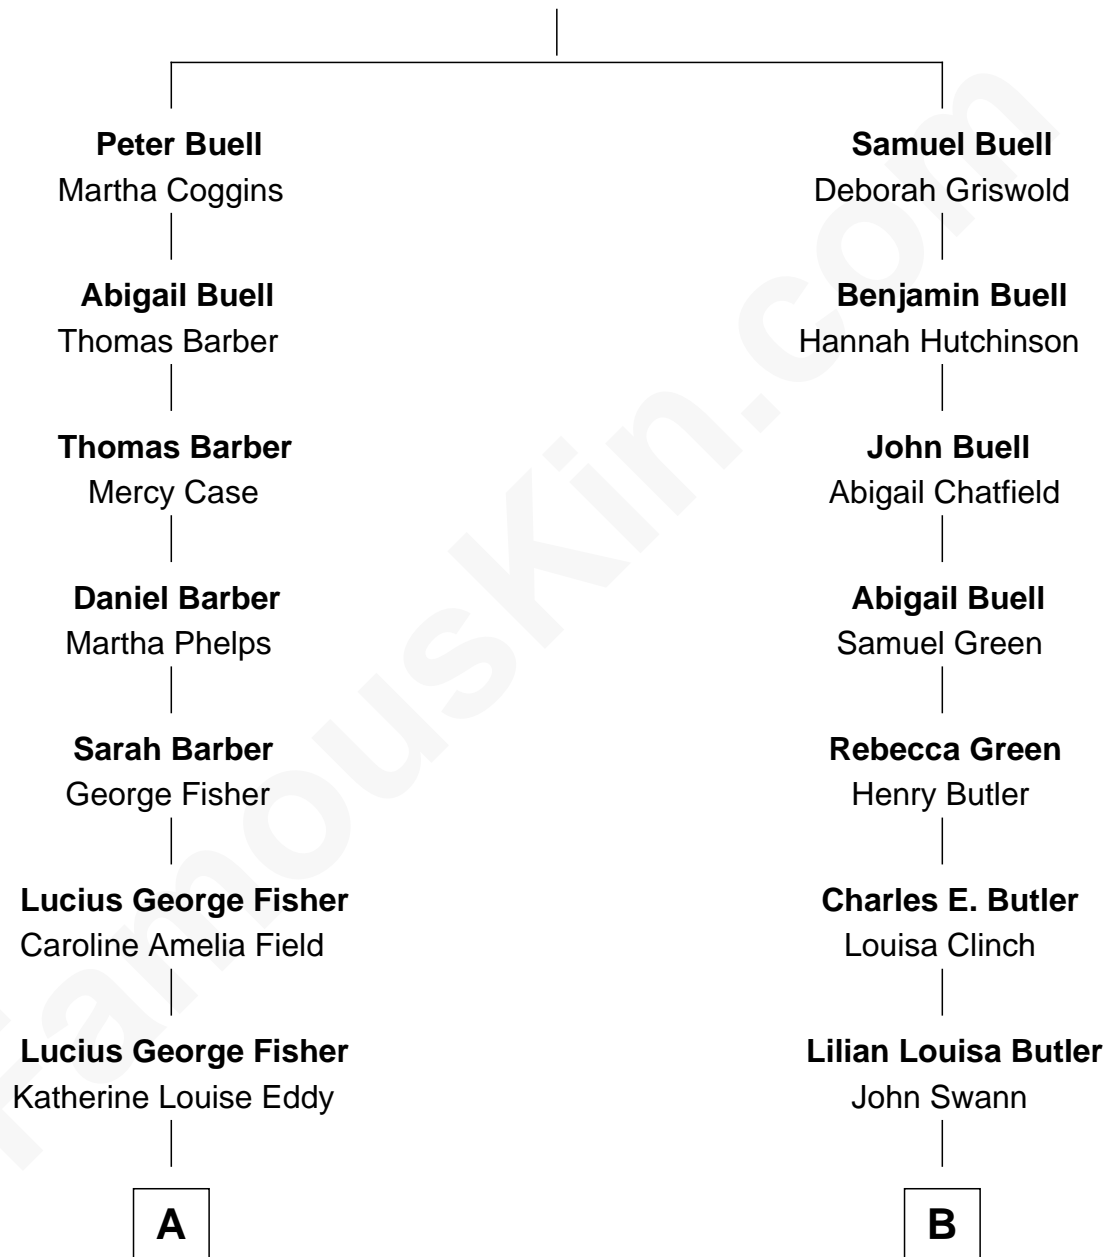 Peter Buell
Martha Coggins
Abigail Buell
Thomas Barber
Thomas Barber
Mercy Case
Daniel Barber
Martha Phelps
Sarah Barber
George Fisher
Lucius George Fisher
Caroline Amelia Field
Lucius George Fisher
Katherine Louise Eddy
A
Samuel Buell
Deborah Griswold
Benjamin Buell
Hannah Hutchinson
John Buell
Abigail Chatfield
Abigail Buell
Samuel Green
Rebecca Green
Henry Butler
Charles E. Butler
Louisa Clinch
Lilian Louisa Butler
John Swann
B
FamousKin.com